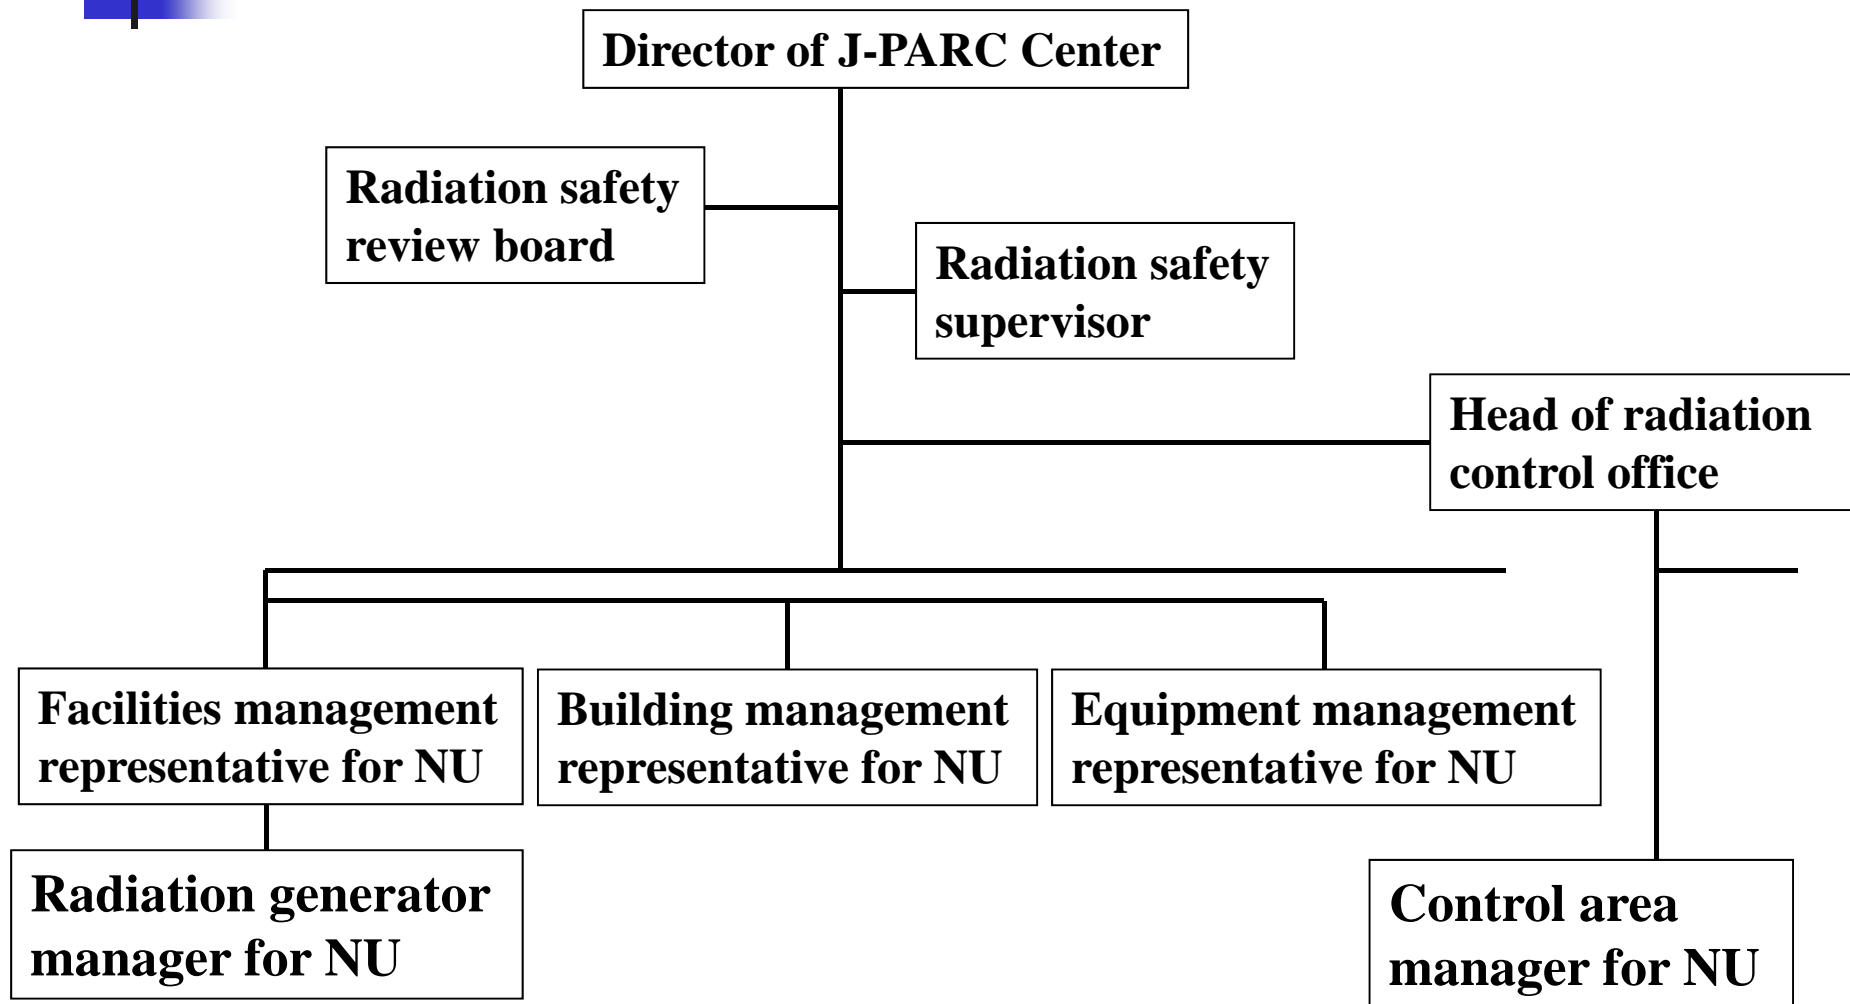 Director of J-PARC Center
Radiation safety
review board
Radiation safety
supervisor
Head of radiation
control office
Facilities management
representative for NU
Building management
representative for NU
Equipment management
representative for NU
Radiation generator
manager for NU
Control area
manager for NU